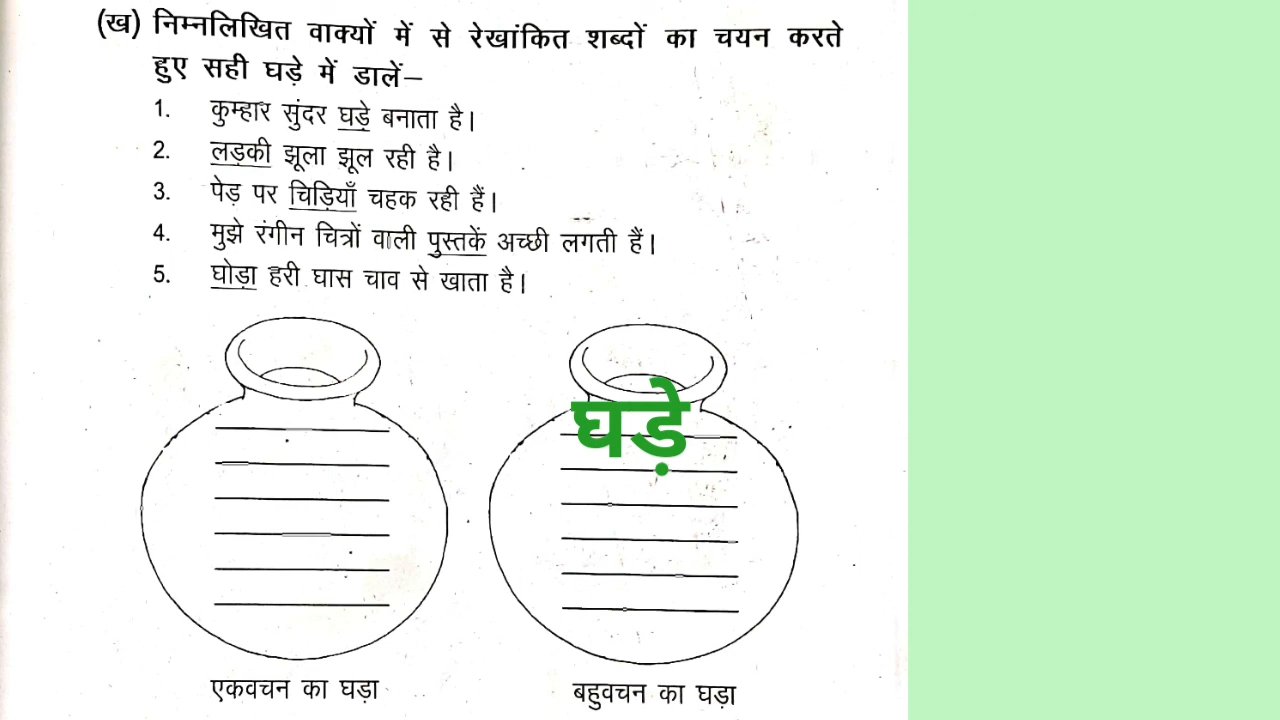 (ख) निम्नलिखित वाक्यों में से रेखांकित शब्दों का चयन करते
हुए सही घड़े में डालें–
1. कुम्हार सुंदर घड़े बनाता है।
2. लड़की झूला झूल रही है।
3. पेड़ पर चिड़ियाँ चहक रही हैं।
4. मुझे रंगीन चित्रों वाली पुस्तकें अच्छी लगती हैं।
5. घोड़ा हरी घास चाव से खाता है।
घड़े
एकवचन का घड़ा
बहुवचन का घड़ा